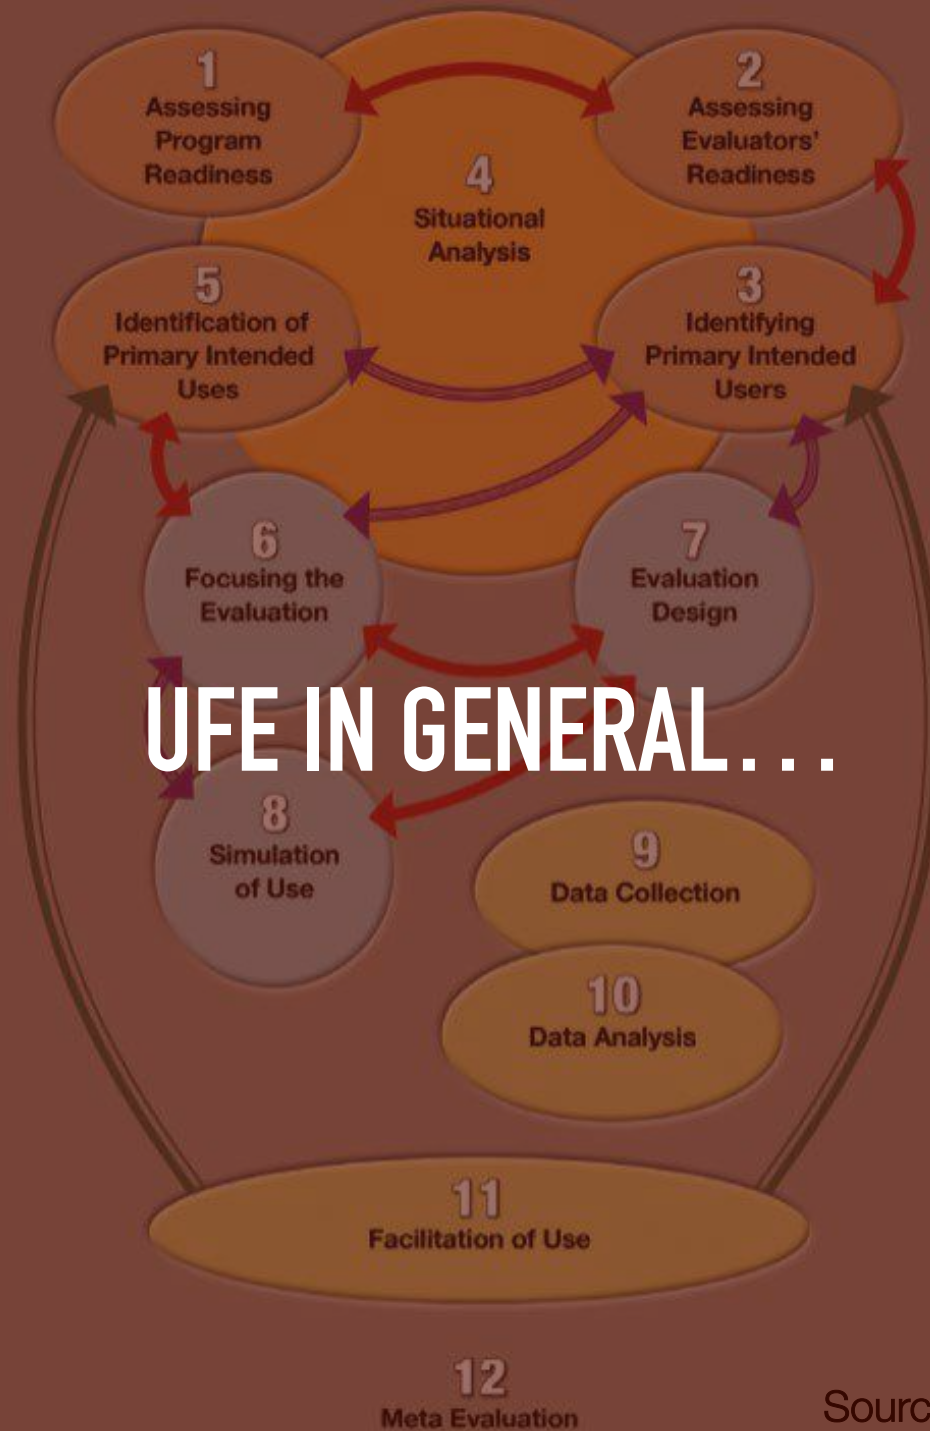 1
Assessing
Program
Readiness
2
Assessing
Evaluators'
Readiness
4
Situational
Analysis
5
Identification of
Primary Intended
Uses
3
Identifying
Primary Intended
Users
6
Focusing the
Evaluation
7
Evaluation
Design
UFE IN GENERAL...
8
Simulation
of Use
9
Data Collection
10
Data Analysis
11
Facilitation of Use
12
Meta Evaluation
Sourc